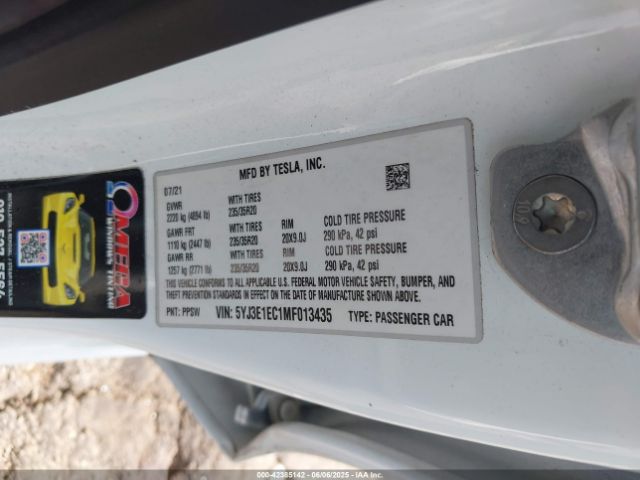 MFD BY TESLA, INC.
07/21
GVWR WITH TIRES
2220 kg (4894 lb) 235/35R20
GAWR FRT WITH TIRES RIM COLD TIRE PRESSURE
1110 kg (2447 lb) 235/35R20 20X9.0J 290 kPa, 42 psi
GAWR RR WITH TIRES RIM COLD TIRE PRESSURE
1257 kg (2771 lb) 235/35R20 20X9.0J 290 kPa, 42 psi
THIS VEHICLE CONFORMS TO ALL APPLICABLE U.S. FEDERAL MOTOR VEHICLE SAFETY, BUMPER, AND
THEFT PREVENTION STANDARDS IN EFFECT ON THE DATE OF MANUFACTURE SHOWN ABOVE.
PNT: PPSW VIN: 5YJ3E1EC1MF013435 TYPE: PASSENGER CAR
OMEGA
WINDOWS TINTING
10.9
000-42385142 - 06/06/2025 - IAA Inc.